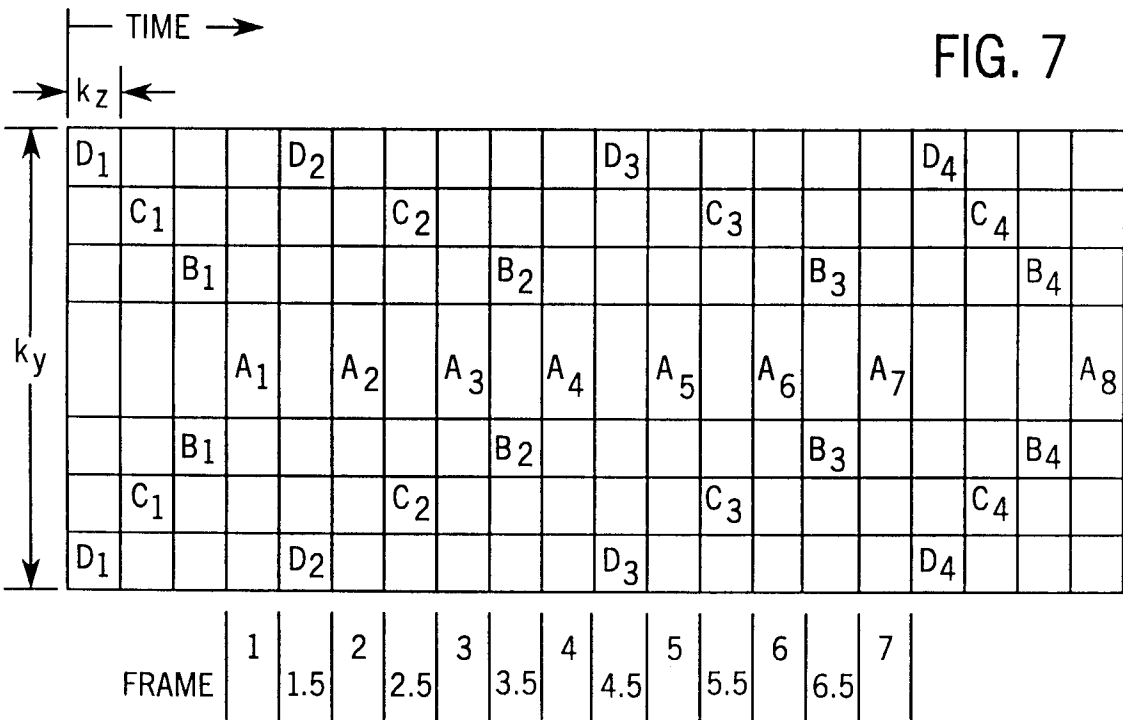 TIME
FIG. 7
kz
D1 D2 D3 D4
C1 C2 C3 C4
B1 B2 B3 B4
ky
A1 A2 A3 A4 A5 A6 A7 A8
B1 B2 B3 B4
C1 C2 C3 C4
D1 D2 D3 D4
1 2 3 4 5 6 7
FRAME 1.5 2.5 3.5 4.5 5.5 6.5